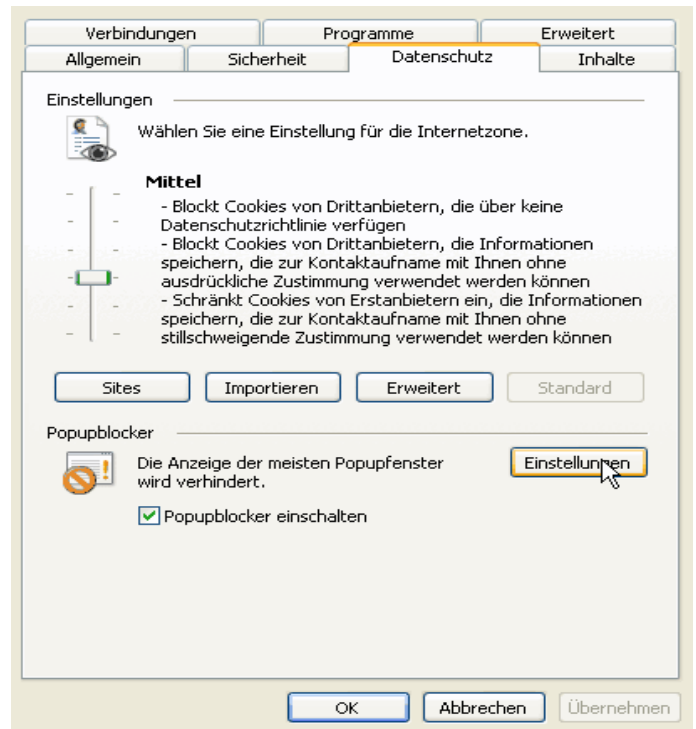 Verbindungen Programme Erweitert
Allgemein Sicherheit Datenschutz Inhalte
Einstellungen
Wählen Sie eine Einstellung für die Internetzone.
Mittel
- Blockt Cookies von Drittanbietern, die über keine
Datenschutzrichtlinie verfügen
- Blockt Cookies von Drittanbietern, die Informationen
speichern, die zur Kontaktaufname mit Ihnen ohne
ausdrückliche Zustimmung verwendet werden können
- Schränkt Cookies von Erstanbietern ein, die Informationen
speichern, die zur Kontaktaufname mit Ihnen ohne
stillschweigende Zustimmung verwendet werden können
Sites Importieren Erweitert Standard
Popupblocker
Die Anzeige der meisten Popupfenster
wird verhindert.
Einstellungen
Popupblocker einschalten
OK Abbrechen Übernehmen